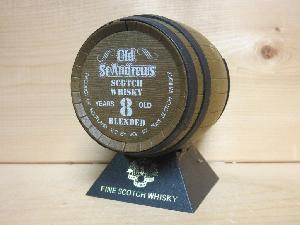 Old
St Andrews
SCOTCH
WHISKY
YEARS 8 OLD
BLENDED
FINE SCOTCH WHISKY